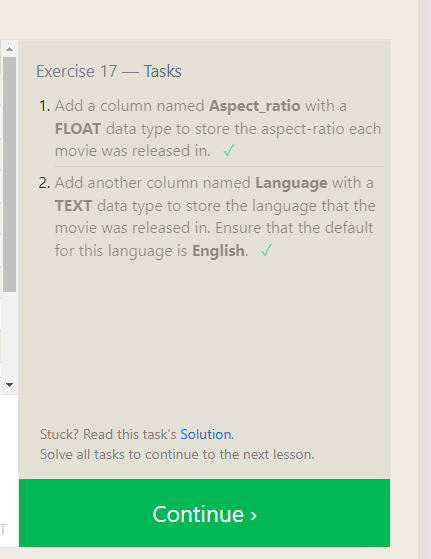 Exercise 17 — Tasks
1. Add a column named Aspect_ratio with a
FLOAT data type to store the aspect-ratio each
movie was released in. ✓
2. Add another column named Language with a
TEXT data type to store the language that the
movie was released in. Ensure that the default
for this language is English. ✓
Stuck? Read this task's Solution.
Solve all tasks to continue to the next lesson.
T
Continue ›